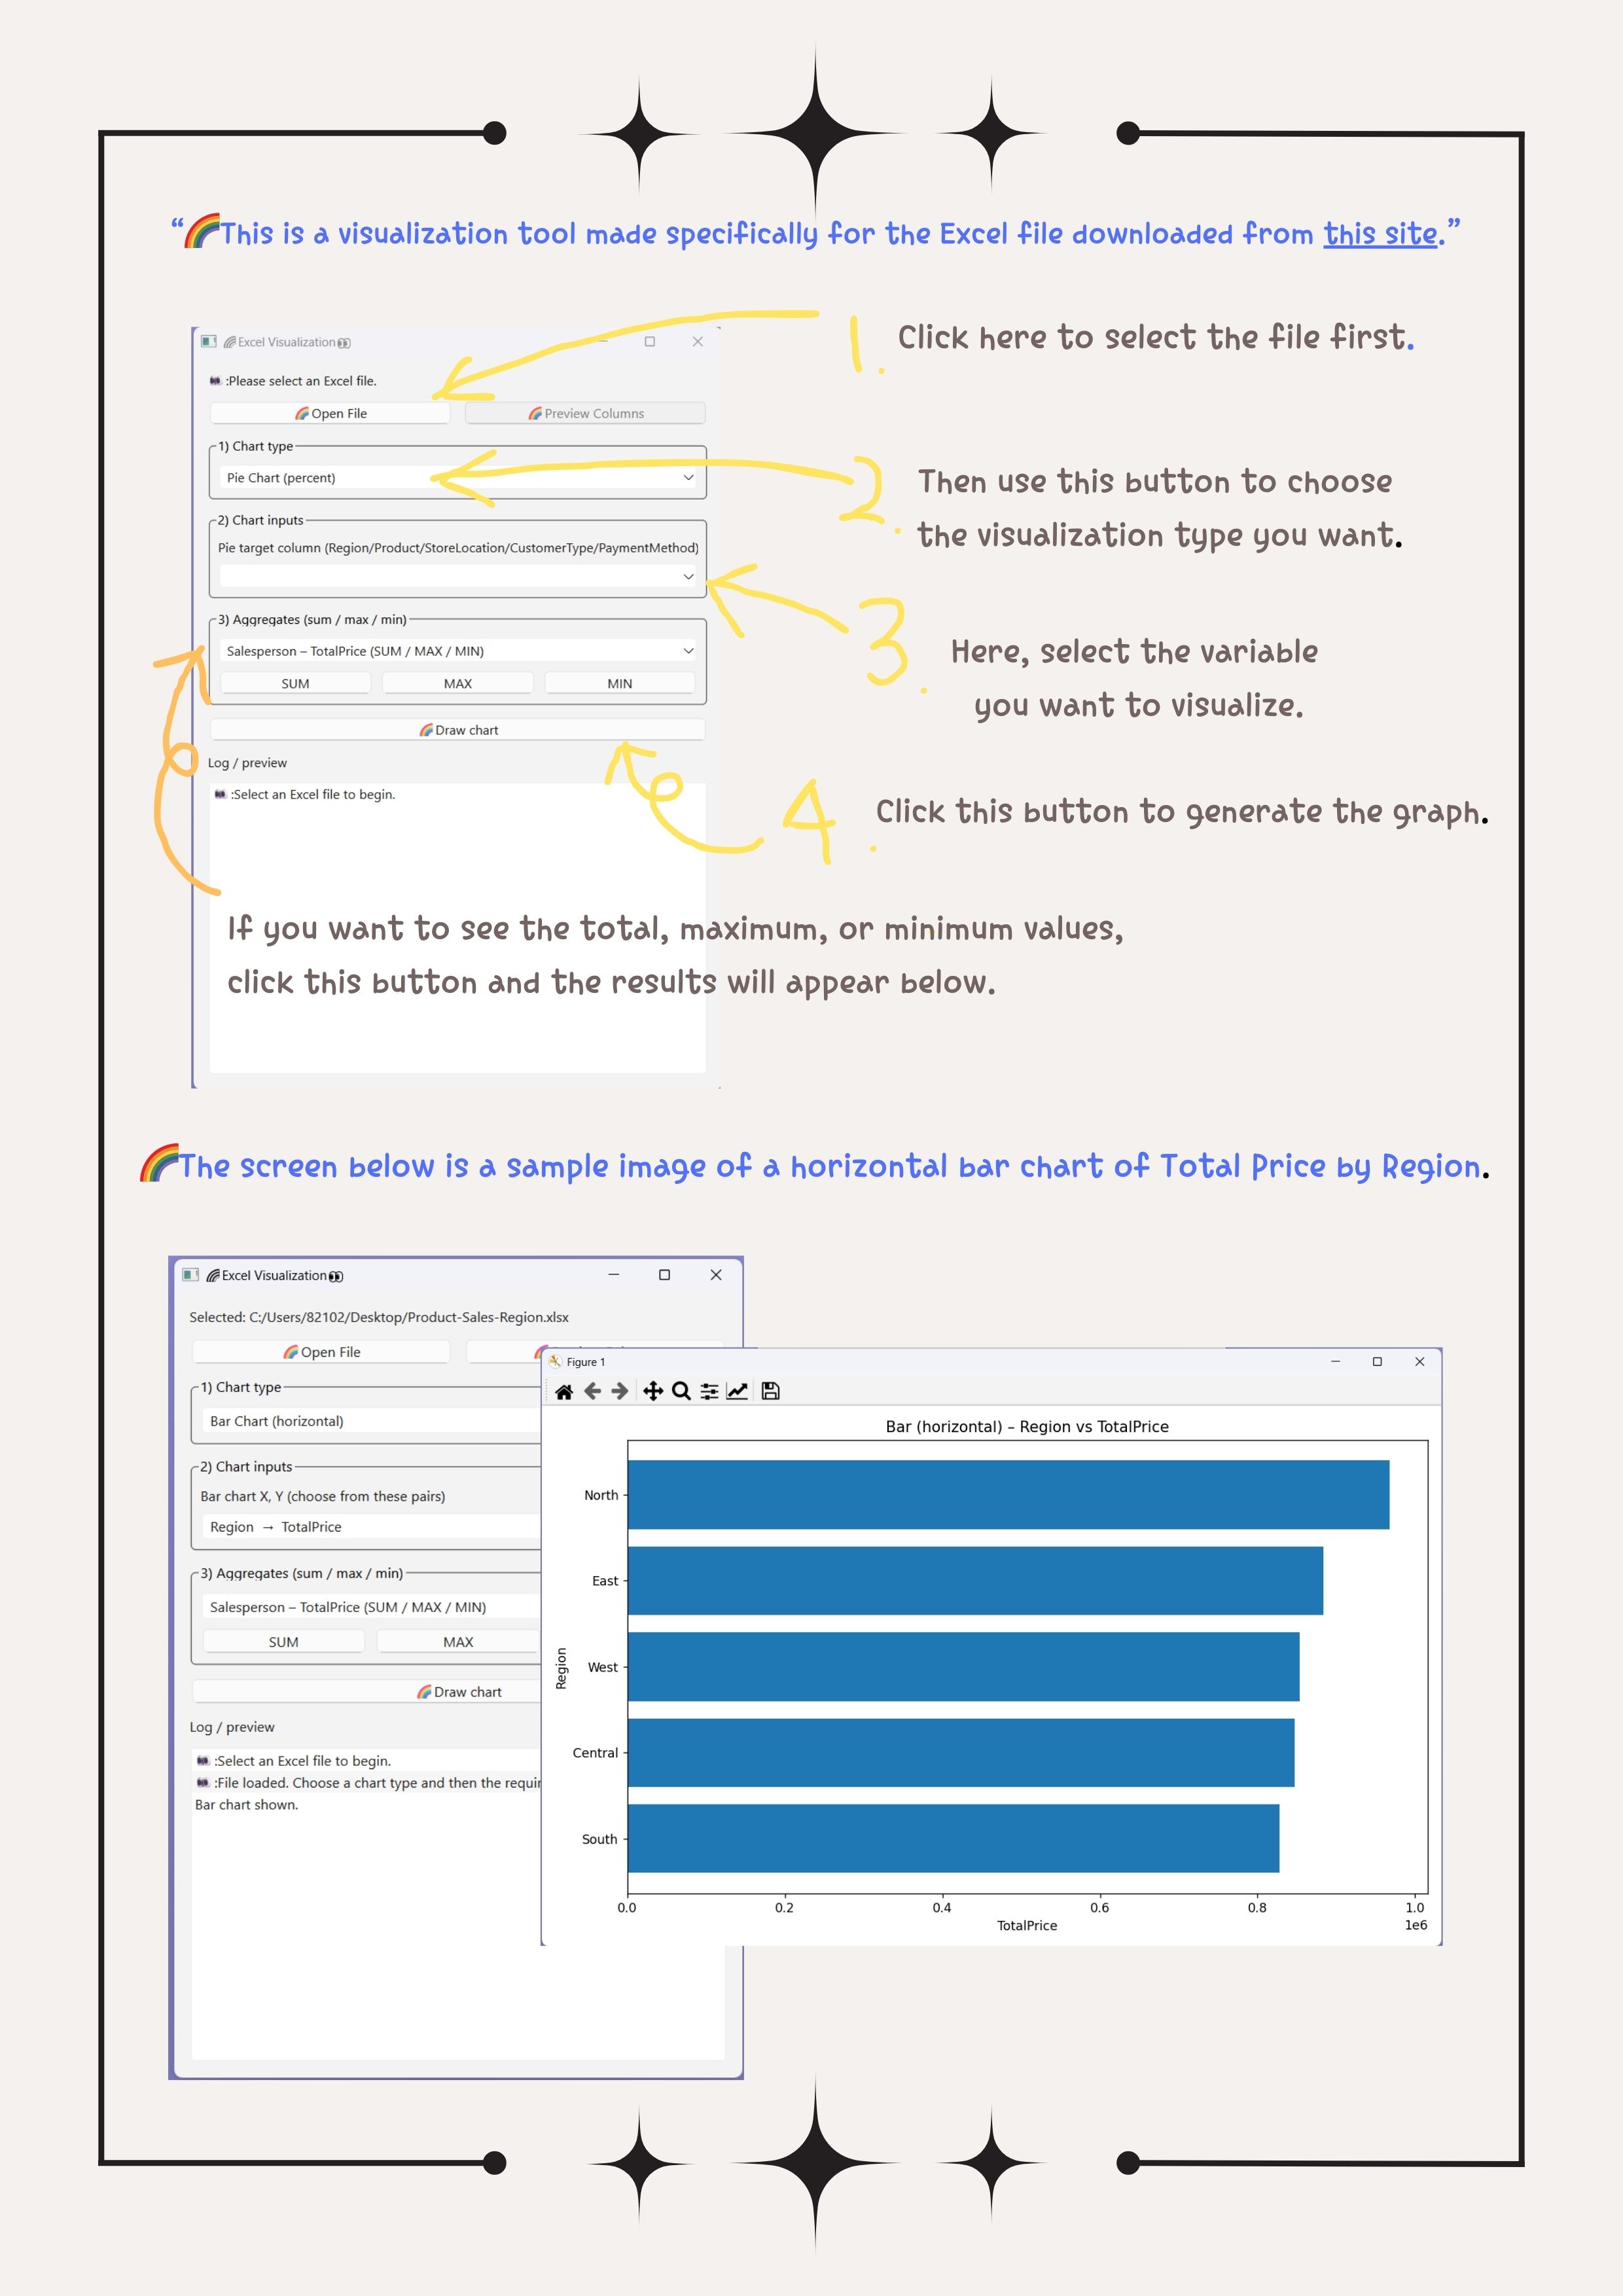 “🌈This is a visualization tool made specifically for the Excel file downloaded from this site.”
Excel Visualization
:Please select an Excel file.
Open File
Preview Columns
1) Chart type
Pie Chart (percent)
2) Chart inputs
Pie target column (Region/Product/StoreLocation/CustomerType/PaymentMethod)
3) Aggregates (sum / max / min)
Salesperson – TotalPrice (SUM / MAX / MIN)
SUM
MAX
MIN
Draw chart
Log / preview
:Select an Excel file to begin.
1. Click here to select the file first.
2. Then use this button to choose
the visualization type you want.
3. Here, select the variable
you want to visualize.
4. Click this button to generate the graph.
If you want to see the total, maximum, or minimum values,
click this button and the results will appear below.
🌈The screen below is a sample image of a horizontal bar chart of Total Price by Region.
Excel Visualization
Selected: C:/Users/82102/Desktop/Product-Sales-Region.xlsx
Open File
1) Chart type
Bar Chart (horizontal)
2) Chart inputs
Bar chart X, Y (choose from these pairs)
Region → TotalPrice
3) Aggregates (sum / max / min)
Salesperson – TotalPrice (SUM / MAX / MIN)
SUM
MAX
Draw chart
Log / preview
:Select an Excel file to begin.
:File loaded. Choose a chart type and then the
Bar chart shown.
Figure 1
Bar (horizontal) – Region vs TotalPrice
North
East
West
Central
South
Region
0.0 0.2 0.4 0.6 0.8 1.0
1e6
TotalPrice